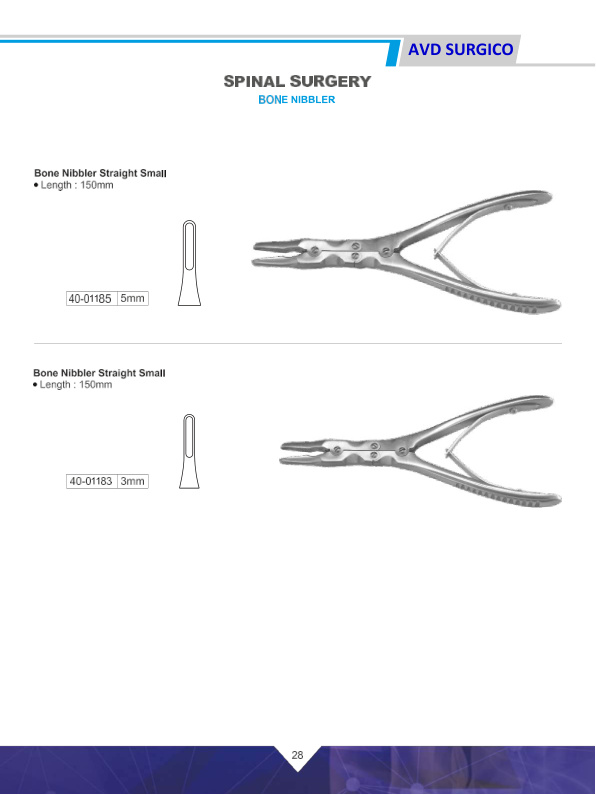 AVD SURGICO
SPINAL SURGERY
BONE NIBBLER
Bone Nibbler Straight Small
• Length : 150mm
40-01185 5mm
Bone Nibbler Straight Small
• Length : 150mm
40-01183 3mm
28